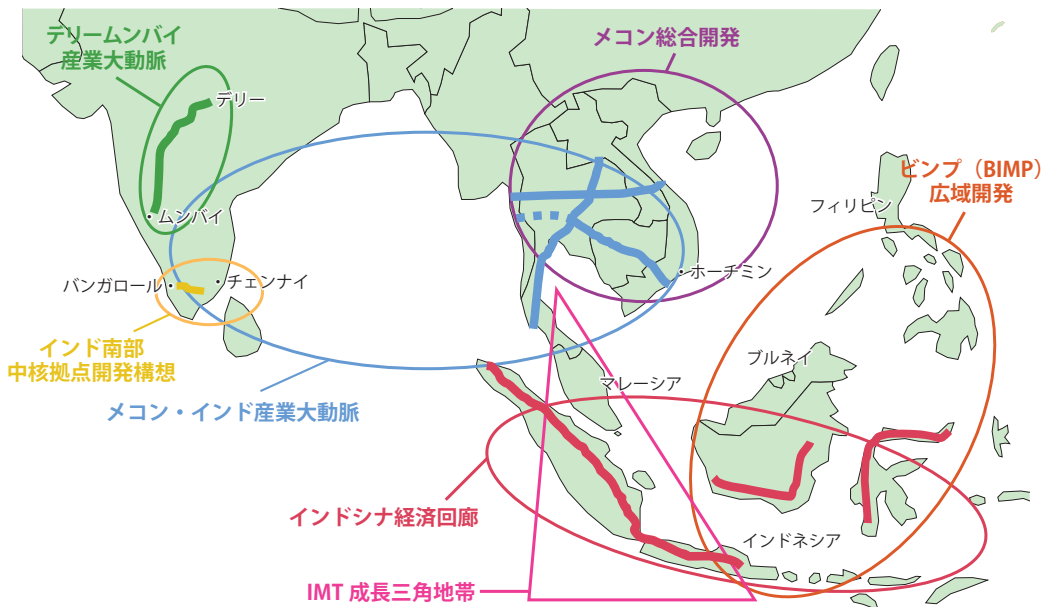 デリームンバイ
産業大動脈
メコン総合開発
デリー
ビンプ（BIMP）
広域開発
フィリピン
・ムンバイ
・ホーチミン
バンガロール・
・チェンナイ
インド南部
中核拠点開発構想
ブルネイ
マレーシア
メコン・インド産業大動脈
インドシナ経済回廊
インドネシア
IMT 成長三角地帯